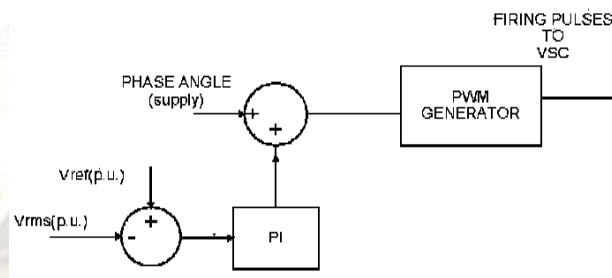 FIRING PULSES
TO
VSC
PHASE ANGLE
(supply)
+
+
PWM
GENERATOR
Vref(p.u.)
+
Vrms(p.u.)
-
PI